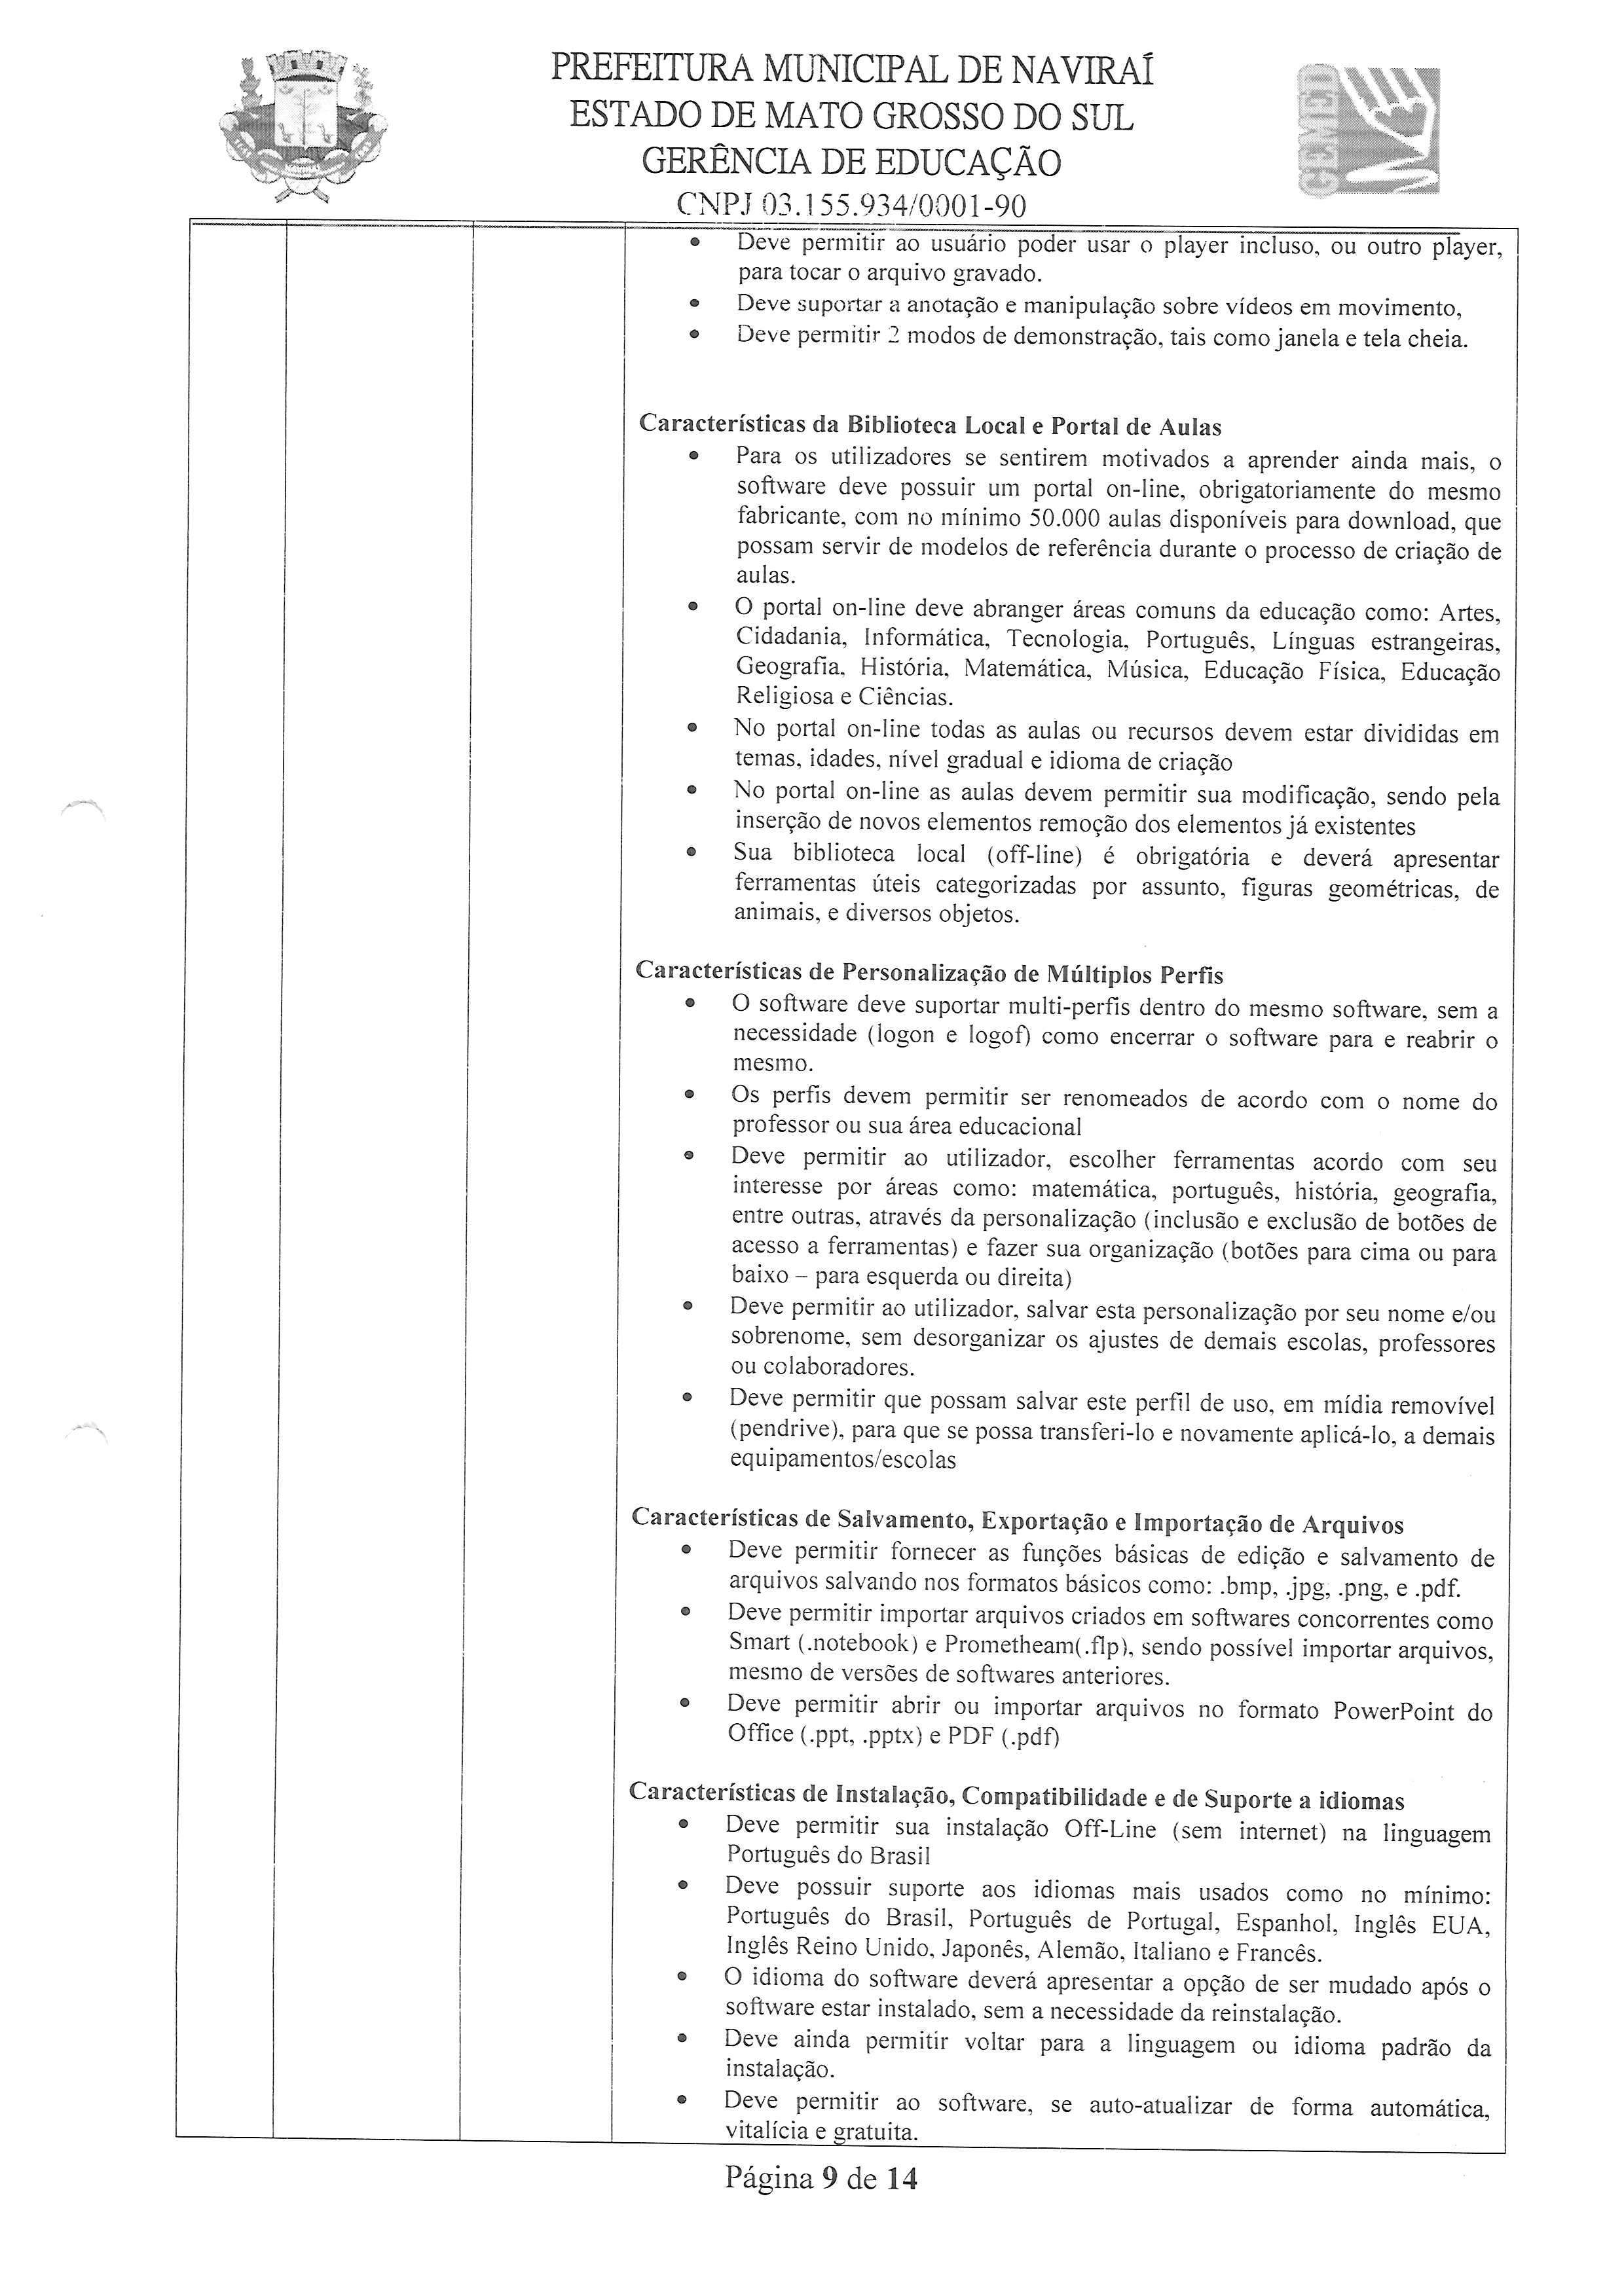 PREFEITURA MUNICIPAL DE NAVIRAÍ
ESTADO DE MATO GROSSO DO SUL
GERÊNCIA DE EDUCAÇÃO
CNPJ 03.155.934/0001-90
CEMED
• Deve permitir ao usuário poder usar o player incluso, ou outro player,
para tocar o arquivo gravado.
• Deve suportar a anotação e manipulação sobre vídeos em movimento,
• Deve permitir 2 modos de demonstração, tais como janela e tela cheia.
Características da Biblioteca Local e Portal de Aulas
• Para os utilizadores se sentirem motivados a aprender ainda mais, o
software deve possuir um portal on-line, obrigatoriamente do mesmo
fabricante, com no mínimo 50.000 aulas disponíveis para download, que
possam servir de modelos de referência durante o processo de criação de
aulas.
• O portal on-line deve abranger áreas comuns da educação como: Artes,
Cidadania, Informática, Tecnologia, Português, Línguas estrangeiras,
Geografia, História, Matemática, Música, Educação Física, Educação
Religiosa e Ciências.
• No portal on-line todas as aulas ou recursos devem estar divididas em
temas, idades, nível gradual e idioma de criação
• No portal on-line as aulas devem permitir sua modificação, sendo pela
inserção de novos elementos remoção dos elementos já existentes
• Sua biblioteca local (off-line) é obrigatória e deverá apresentar
ferramentas úteis categorizadas por assunto, figuras geométricas, de
animais, e diversos objetos.
Características de Personalização de Múltiplos Perfis
• O software deve suportar multi-perfis dentro do mesmo software, sem a
necessidade (logon e logof) como encerrar o software para e reabrir o
mesmo.
• Os perfis devem permitir ser renomeados de acordo com o nome do
professor ou sua área educacional
• Deve permitir ao utilizador, escolher ferramentas acordo com seu
interesse por áreas como: matemática, português, história, geografia,
entre outras, através da personalização (inclusão e exclusão de botões de
acesso a ferramentas) e fazer sua organização (botões para cima ou para
baixo – para esquerda ou direita)
• Deve permitir ao utilizador, salvar esta personalização por seu nome e/ou
sobrenome, sem desorganizar os ajustes de demais escolas, professores
ou colaboradores.
• Deve permitir que possam salvar este perfil de uso, em mídia removível
(pendrive), para que se possa transferi-lo e novamente aplicá-lo, a demais
equipamentos/escolas
Características de Salvamento, Exportação e Importação de Arquivos
• Deve permitir fornecer as funções básicas de edição e salvamento de
arquivos salvando nos formatos básicos como: .bmp, .jpg, .png, e .pdf.
• Deve permitir importar arquivos criados em softwares concorrentes como
Smart (.notebook) e Prometheam(.flp), sendo possível importar arquivos,
mesmo de versões de softwares anteriores.
• Deve permitir abrir ou importar arquivos no formato PowerPoint do
Office (.ppt, .pptx) e PDF (.pdf)
Características de Instalação, Compatibilidade e de Suporte a idiomas
• Deve permitir sua instalação Off-Line (sem internet) na linguagem
Português do Brasil
• Deve possuir suporte aos idiomas mais usados como no mínimo:
Português do Brasil, Português de Portugal, Espanhol, Inglês EUA,
Inglês Reino Unido, Japonês, Alemão, Italiano e Francês.
• O idioma do software deverá apresentar a opção de ser mudado após o
software estar instalado, sem a necessidade da reinstalação.
• Deve ainda permitir voltar para a linguagem ou idioma padrão da
instalação.
• Deve permitir ao software, se auto-atualizar de forma automática,
vitalícia e gratuita.
Página 9 de 14